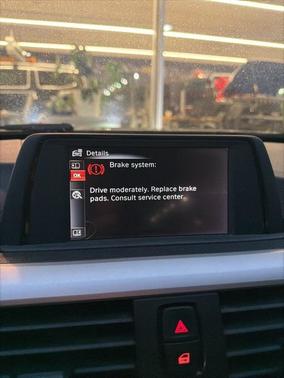 Details
Brake system:
OK
Drive moderately. Replace brake
pads. Consult service center.